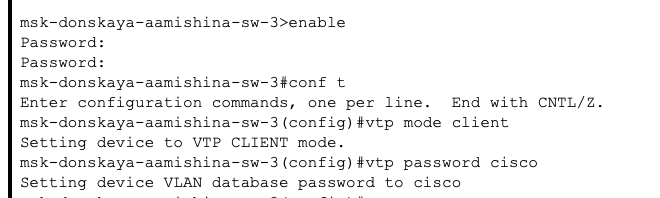 msk-donskaya-aamishina-sw-3>enable
Password:
Password:
msk-donskaya-aamishina-sw-3#conf t
Enter configuration commands, one per line.  End with CNTL/Z.
msk-donskaya-aamishina-sw-3(config)#vtp mode client
Setting device to VTP CLIENT mode.
msk-donskaya-aamishina-sw-3(config)#vtp password cisco
Setting device VLAN database password to cisco